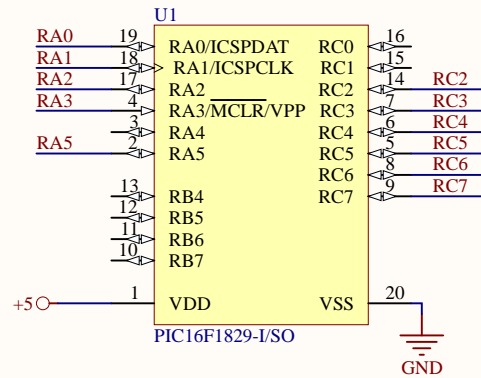 U1
RA0 19 RA0/ICSPDAT RC0 16
RA1 18 RA1/ICSPCLK RC1 15
RA2 17 RA2 RC2 14 RC2
RA3 4 RA3/MCLR/VPP RC3 7 RC3
3 RA4 RC4 6 RC4
RA5 2 RA5 RC5 5 RC5
RC6 8 RC6
13 RB4 RC7 9 RC7
12 RB5
11 RB6
10 RB7
+5 1 VDD VSS 20
PIC16F1829-I/SO
GND